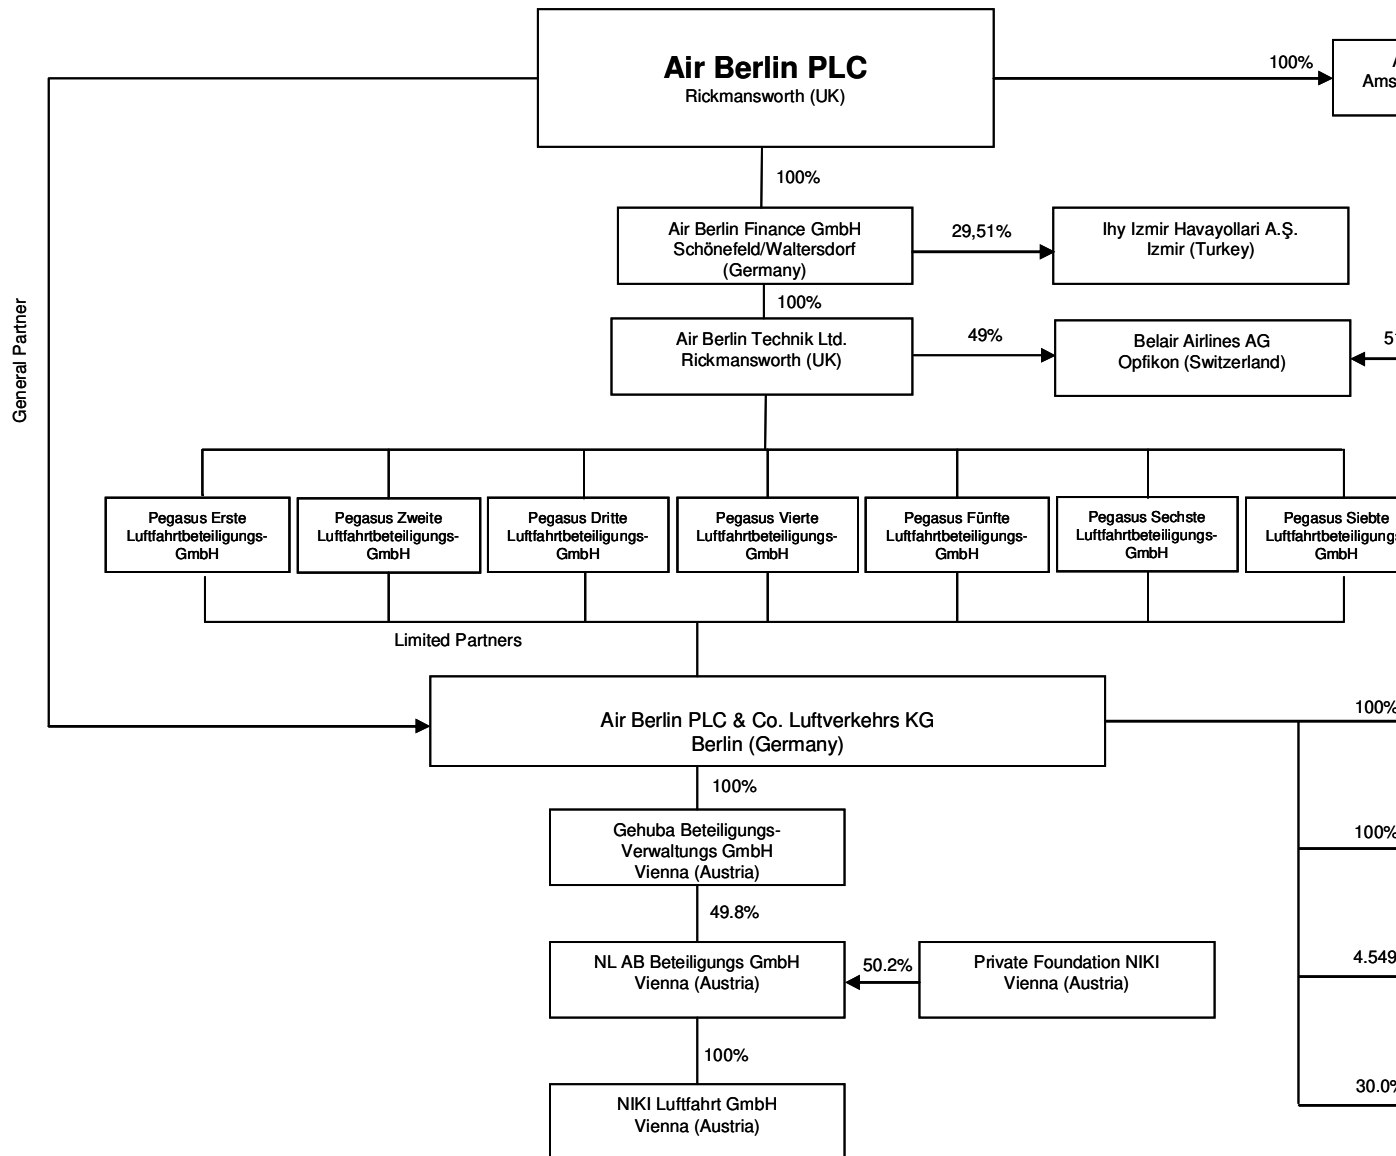 Air Berlin PLC
Rickmansworth (UK)
100%
100%
Air Berlin Finance GmbH
Schönefeld/Waltersdorf
(Germany)
29,51%
Ihy Izmir Havayollari A.Ş.
Izmir (Turkey)
100%
General Partner
Air Berlin Technik Ltd.
Rickmansworth (UK)
49%
Belair Airlines AG
Opfikon (Switzerland)
Pegasus Erste
Luftfahrtbeteiligungs-
GmbH
Pegasus Zweite
Luftfahrtbeteiligungs-
GmbH
Pegasus Dritte
Luftfahrtbeteiligungs-
GmbH
Pegasus Vierte
Luftfahrtbeteiligungs-
GmbH
Pegasus Fünfte
Luftfahrtbeteiligungs-
GmbH
Pegasus Sechste
Luftfahrtbeteiligungs-
GmbH
Pegasus Siebte
Luftfahrtbeteiligungs-
GmbH
Limited Partners
Air Berlin PLC & Co. Luftverkehrs KG
Berlin (Germany)
100%
100%
Gehuba Beteiligungs-
Verwaltungs GmbH
Vienna (Austria)
100%
49.8%
NL AB Beteiligungs GmbH
Vienna (Austria)
50.2%
Private Foundation NIKI
Vienna (Austria)
4.549
100%
NIKI Luftfahrt GmbH
Vienna (Austria)
30.0%